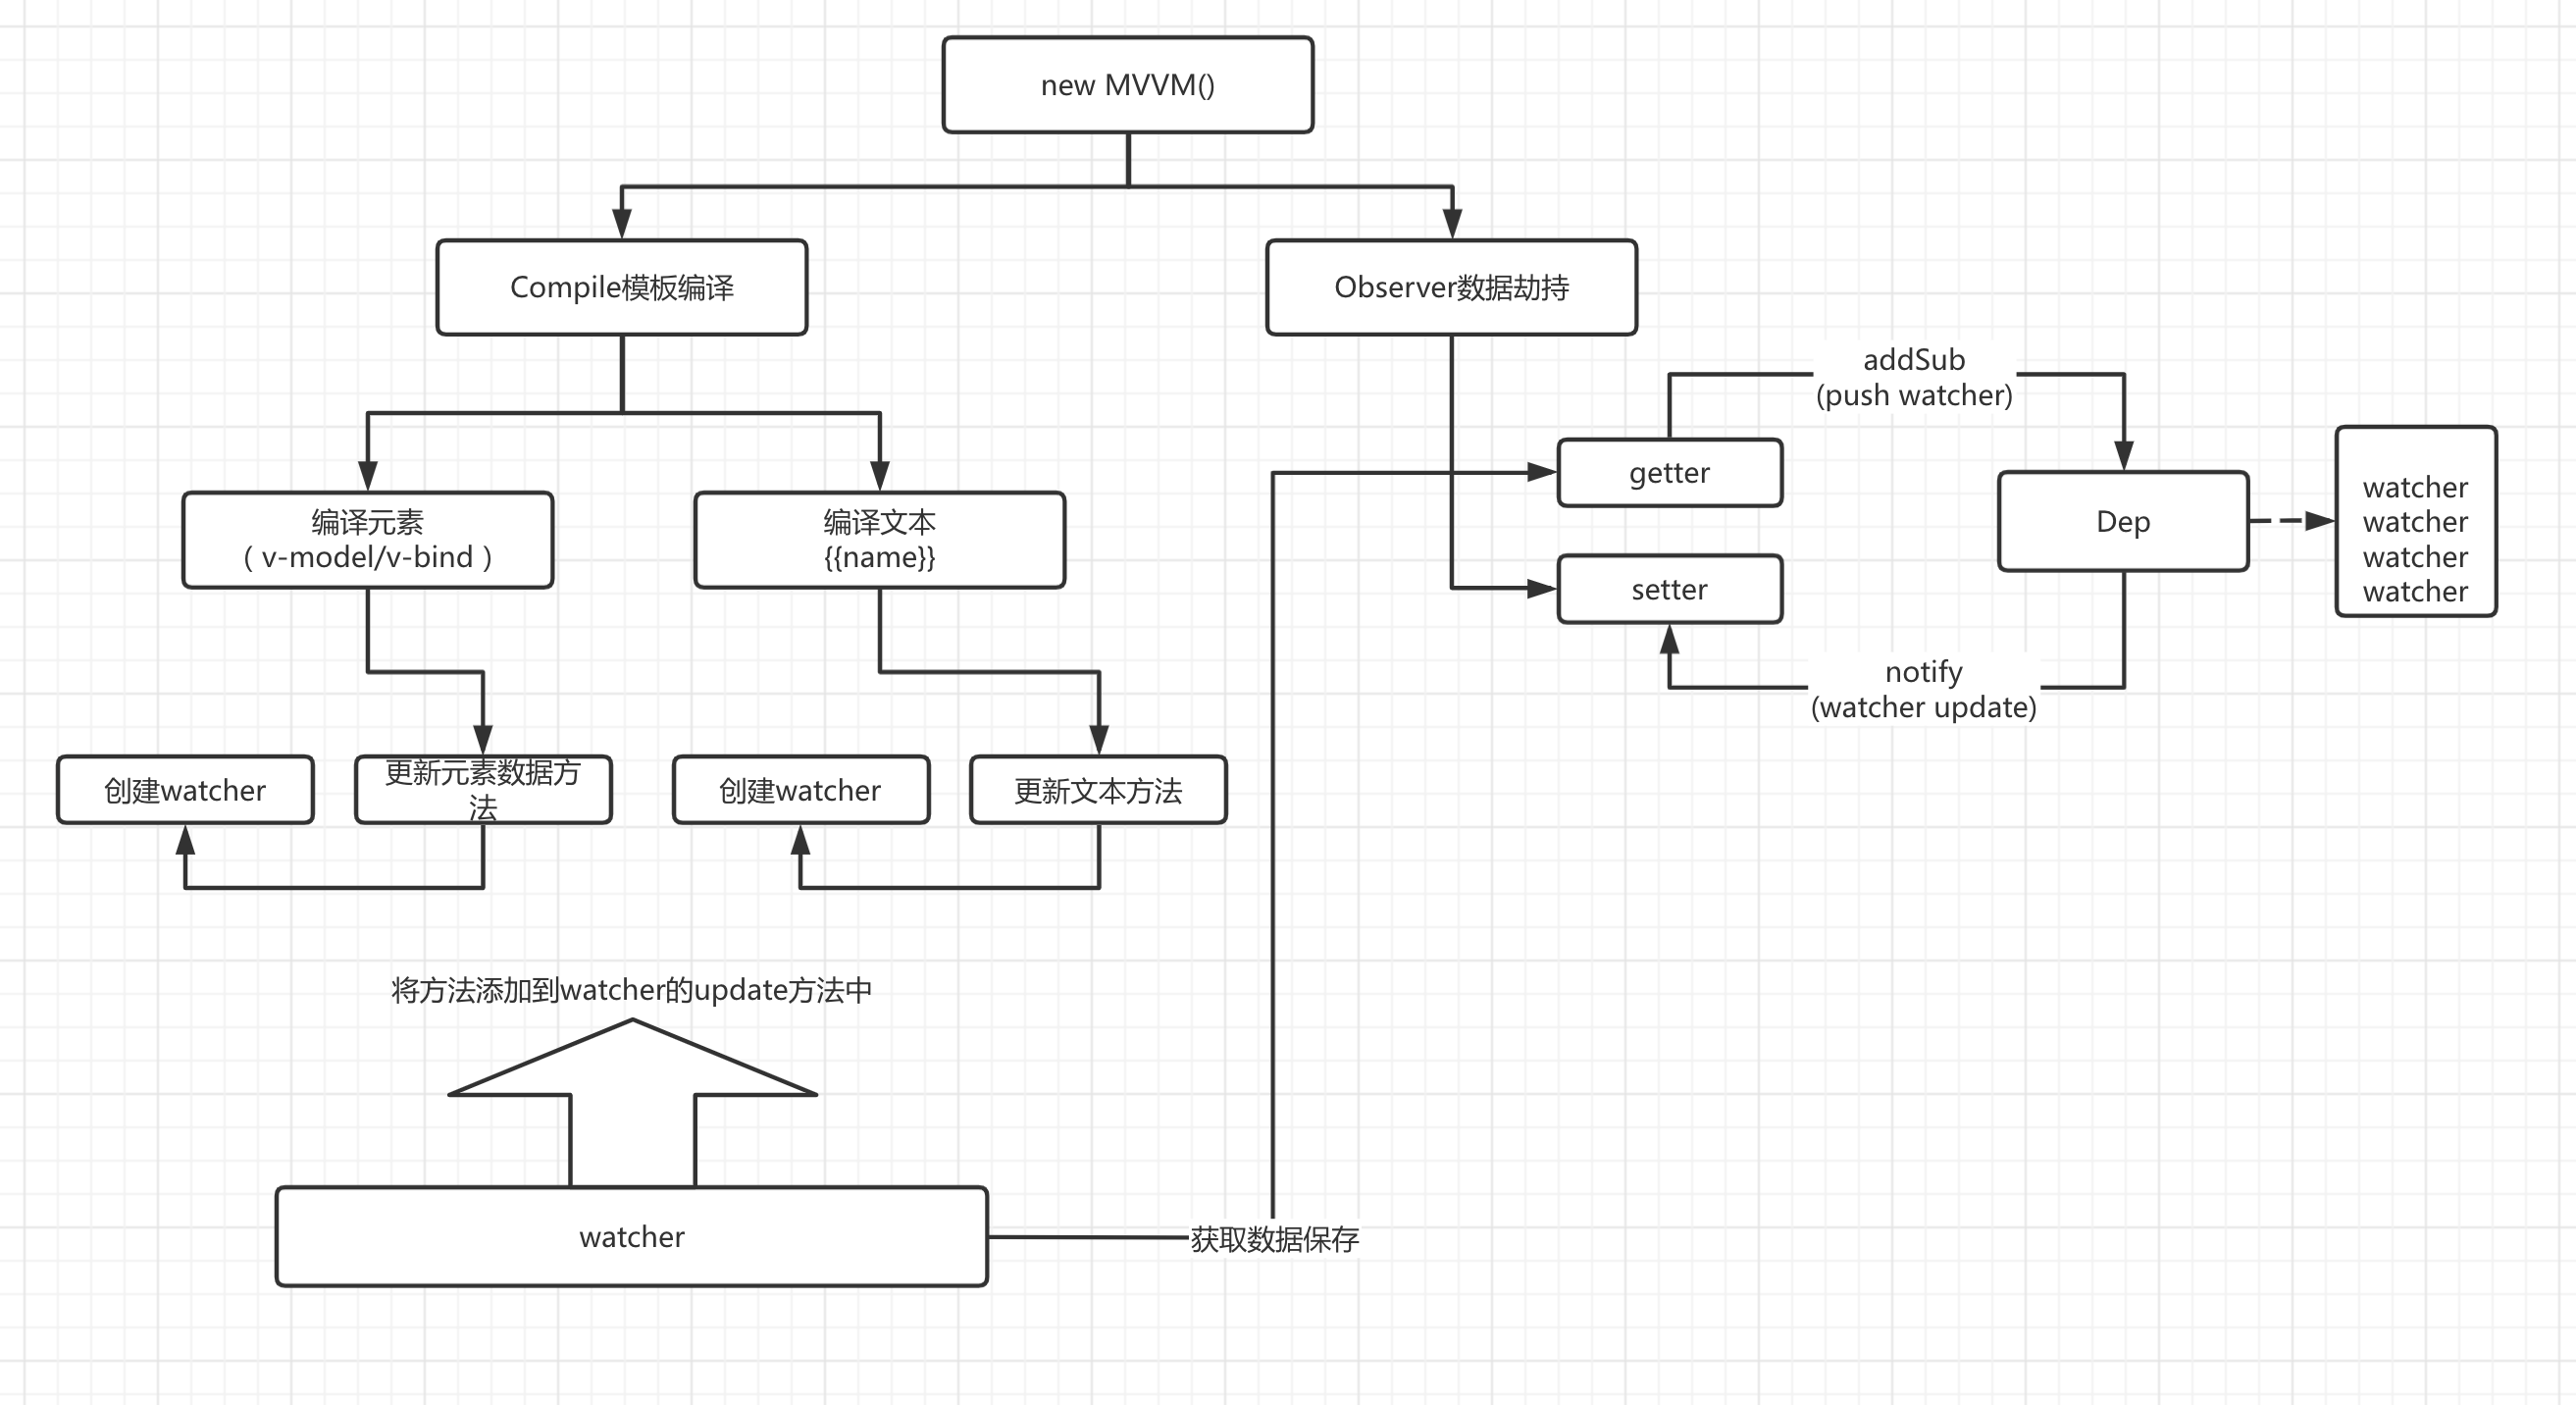 new MVVM()
Compile模板编译
Observer数据劫持
addSub
(push watcher)
getter
setter
Dep
watcher
watcher
watcher
watcher
notify
(watcher update)
编译元素
（ v-model/v-bind ）
编译文本
{{name}}
创建watcher
更新元素数据方
法
创建watcher
更新文本方法
将方法添加到watcher的update方法中
watcher
获取数据保存